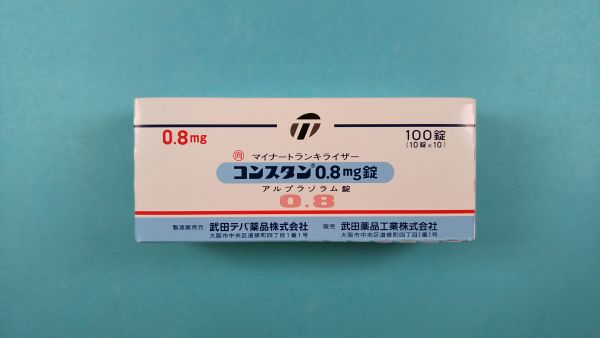 0.8mg
100錠
(10錠×10)
向
マイナートランキライザー
コンスタン®0.8mg錠
アルプラゾラム錠
0.8
製造販売元 武田テバ薬品株式会社
大阪市中央区道修町四丁目1番1号
販売 武田薬品工業株式会社
大阪市中央区道修町四丁目1番1号